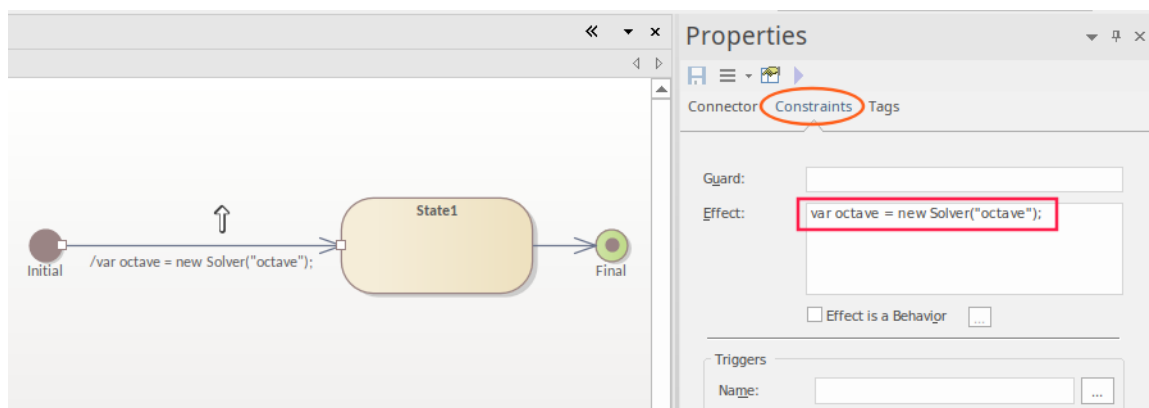 Properties
Connector Constraints Tags
State1
Initial
/var octave = new Solver("octave");
Final
Guard:
Effect:
var octave = new Solver("octave");
Effect is a Behavior
...
Triggers
Name:
...